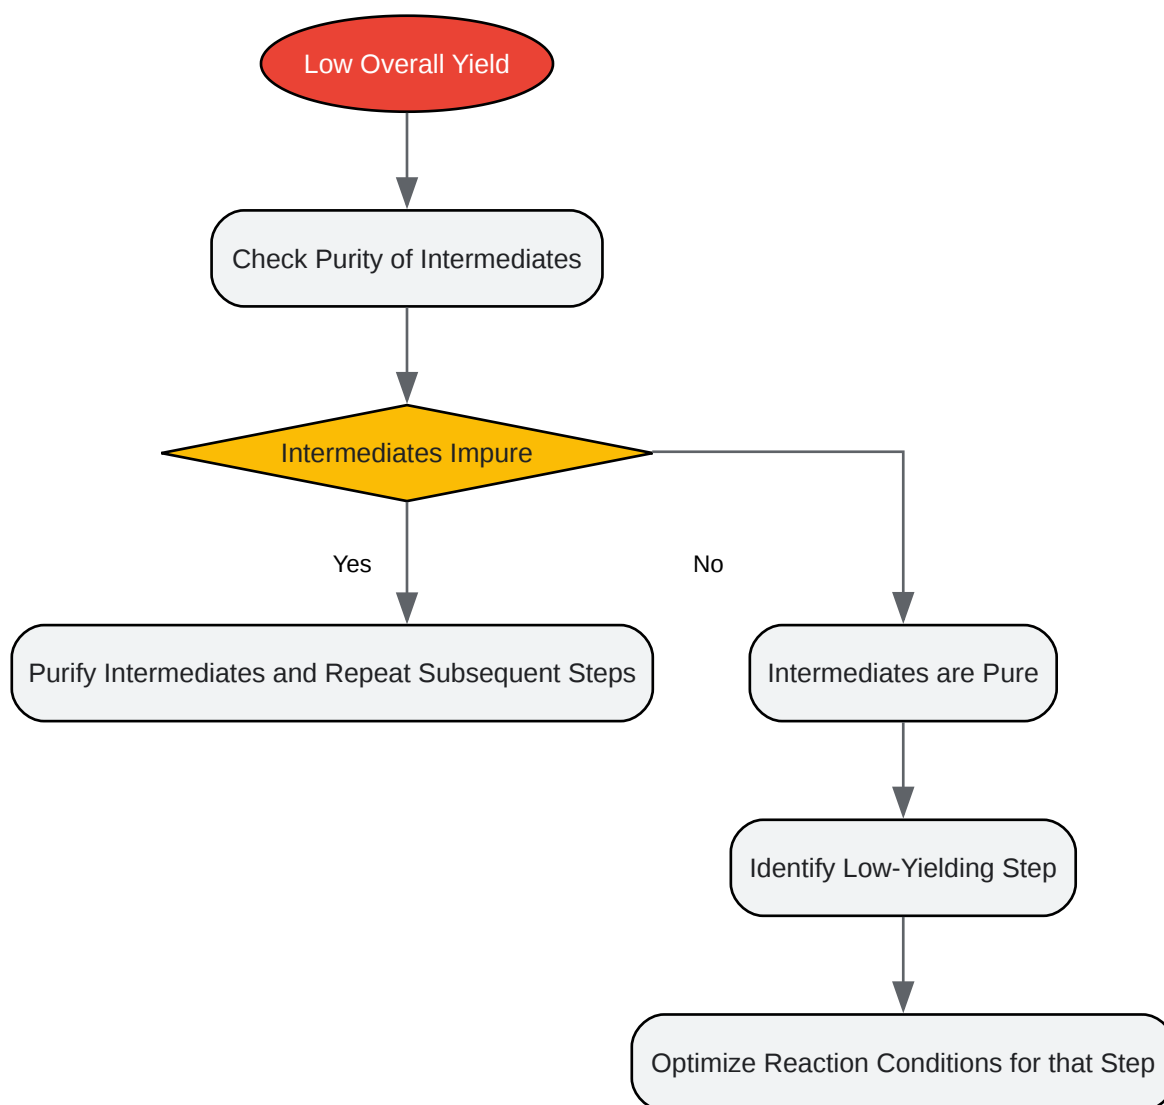 Low Overall Yield
Check Purity of Intermediates
Intermediates Impure
Yes
No
Purify Intermediates and Repeat Subsequent Steps
Intermediates are Pure
Identify Low-Yielding Step
Optimize Reaction Conditions for that Step